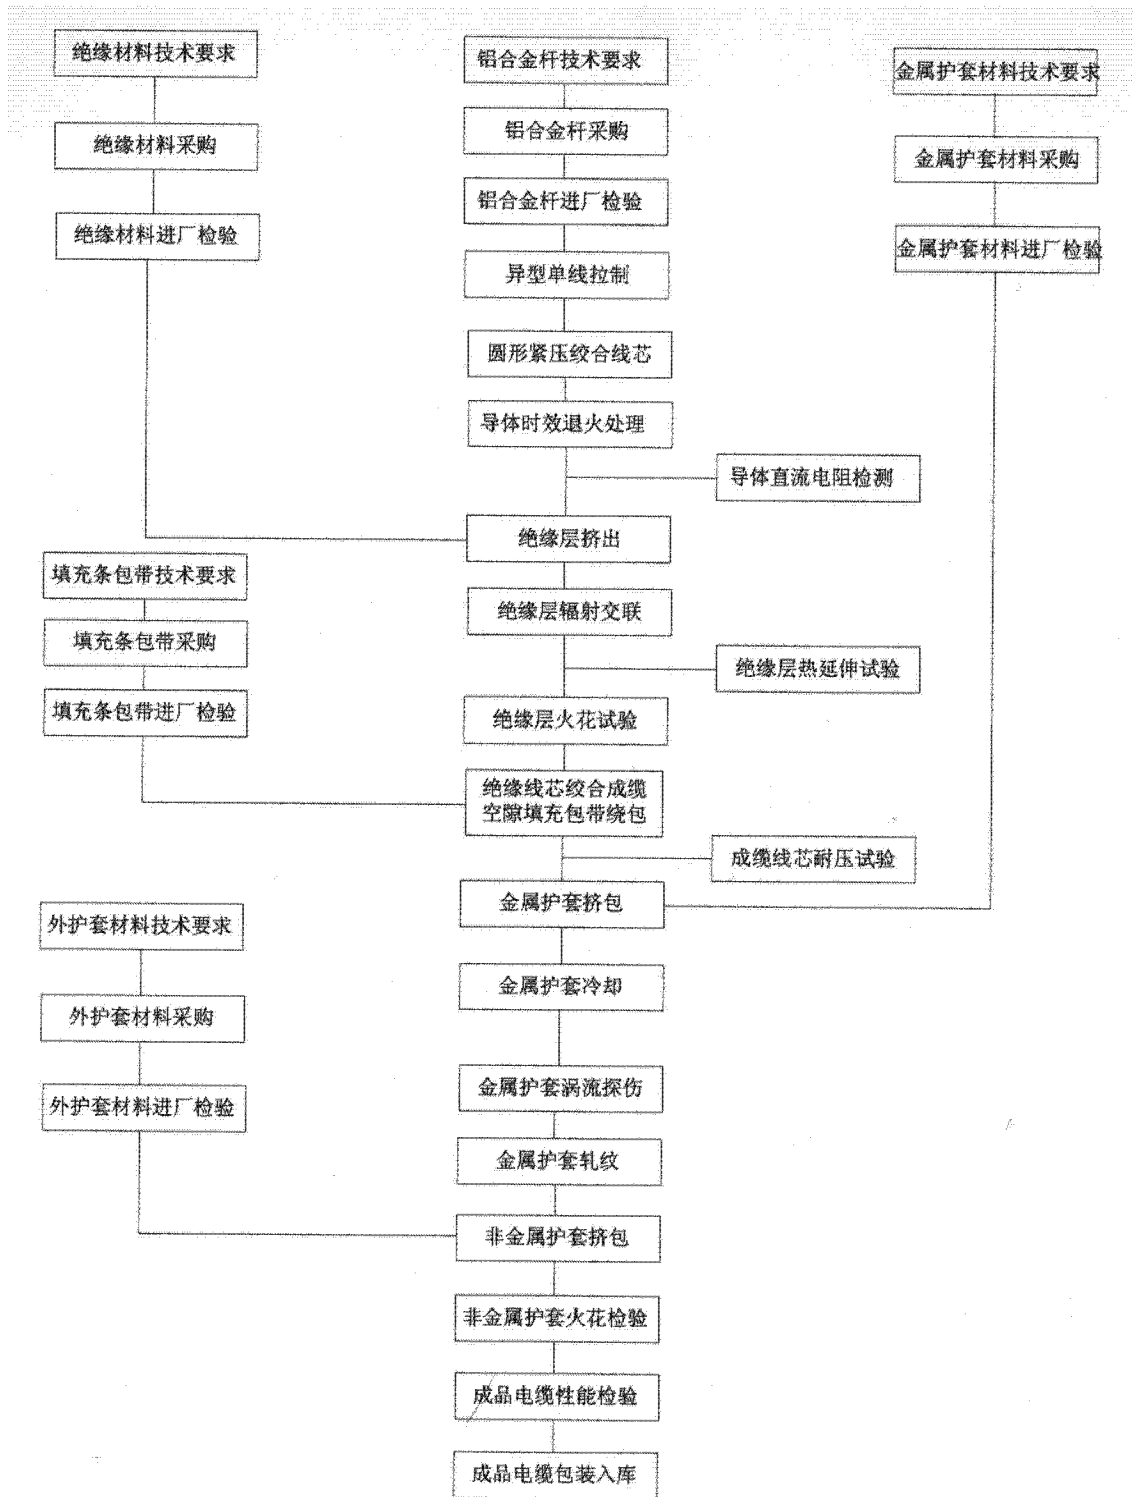 绝缘材料技术要求
绝缘材料采购
绝缘材料进厂检验
铝合金杆技术要求
铝合金杆采购
铝合金杆进厂检验
异型单线拉制
圆形紧压绞合线芯
导体时效退火处理
导体直流电阻检测
绝缘层挤出
绝缘层辐射交联
绝缘层热延伸试验
绝缘层火花试验
填充条包带技术要求
填充条包带采购
填充条包带进厂检验
绝缘线芯绞合成缆
空隙填充包带绕包
成缆线芯耐压试验
金属护套材料技术要求
金属护套材料采购
金属护套材料进厂检验
金属护套挤包
金属护套冷却
金属护套涡流探伤
金属护套轧纹
外护套材料技术要求
外护套材料采购
外护套材料进厂检验
非金属护套挤包
非金属护套火花检验
成品电缆性能检验
成品电缆包装入库